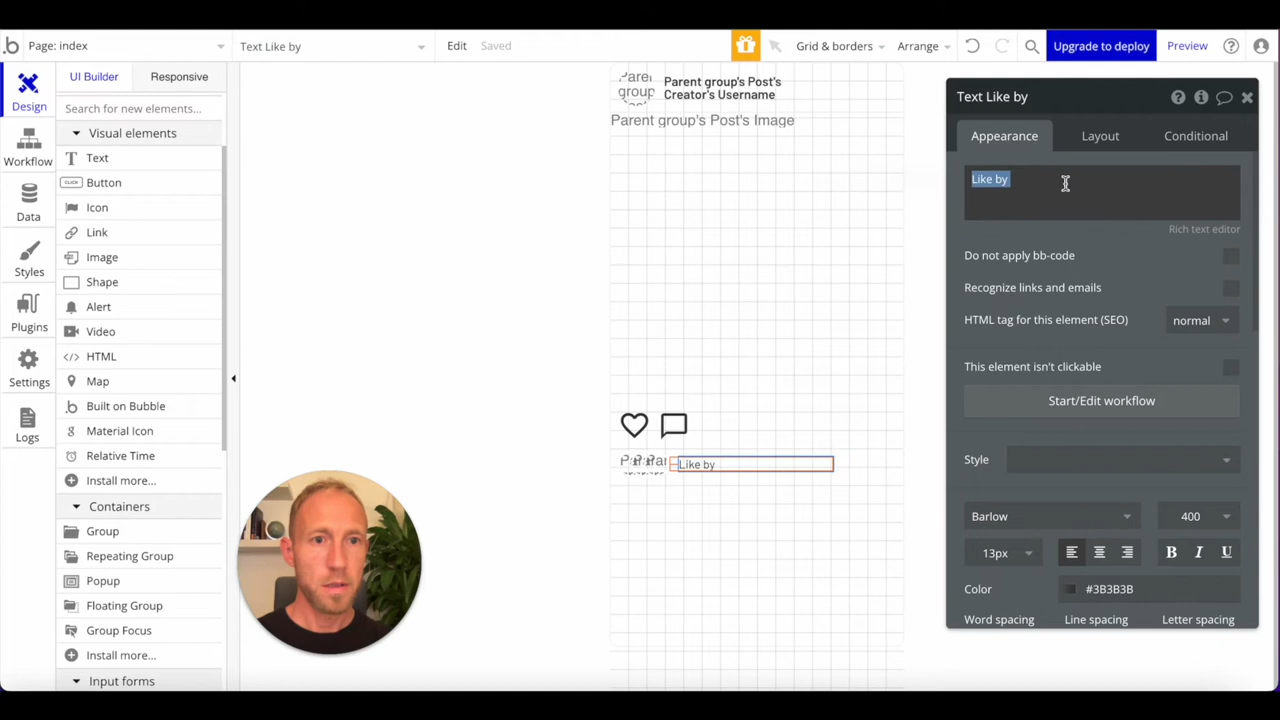 Page: index
Text Like by
Edit
Saved
Grid & borders
Arrange
Upgrade to deploy
Preview
UI Builder
Responsive
Search for new elements...
Design
Workflow
Data
Styles
Plugins
Settings
Logs
Visual elements
Text
CLICK
Button
Icon
Link
Image
Shape
Alert
Video
</> HTML
Map
Built on Bubble
Material Icon
Relative Time
Install more...
Containers
Group
Repeating Group
Popup
Floating Group
Group Focus
Install more...
Input forms
Parent group's Post's
Creator's Username
Parent group's Post's Image
Like by
Text Like by
Appearance
Layout
Conditional
Like by
Rich text editor
Do not apply bb-code
Recognize links and emails
HTML tag for this element (SEO)
normal
This element isn't clickable
Start/Edit workflow
Style
Barlow
400
13px
B I U
Color
#3B3B3B
Word spacing
Line spacing
Letter spacing